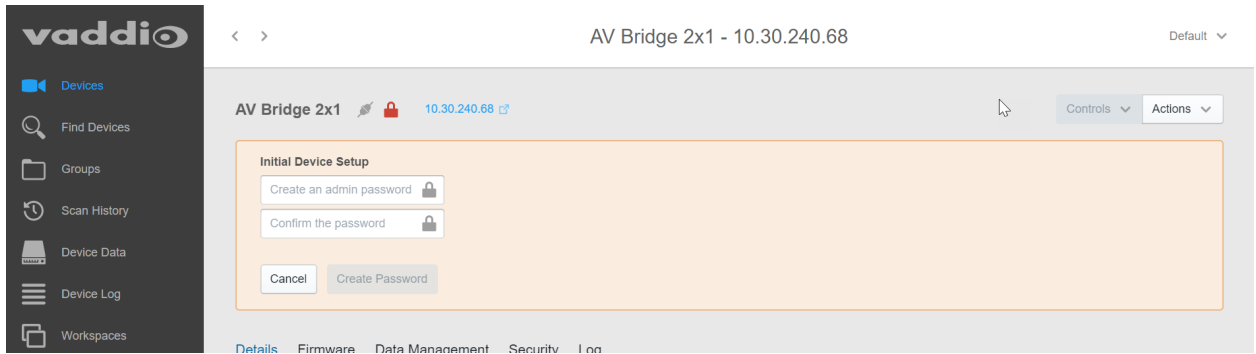 vaddio
AV Bridge 2x1 - 10.30.240.68
Default
Devices
Find Devices
Groups
Scan History
Device Data
Device Log
Workspaces
AV Bridge 2x1
10.30.240.68
Controls
Actions
Initial Device Setup
Create an admin password
Confirm the password
Cancel
Create Password
Details Firmware Data Management Security Log